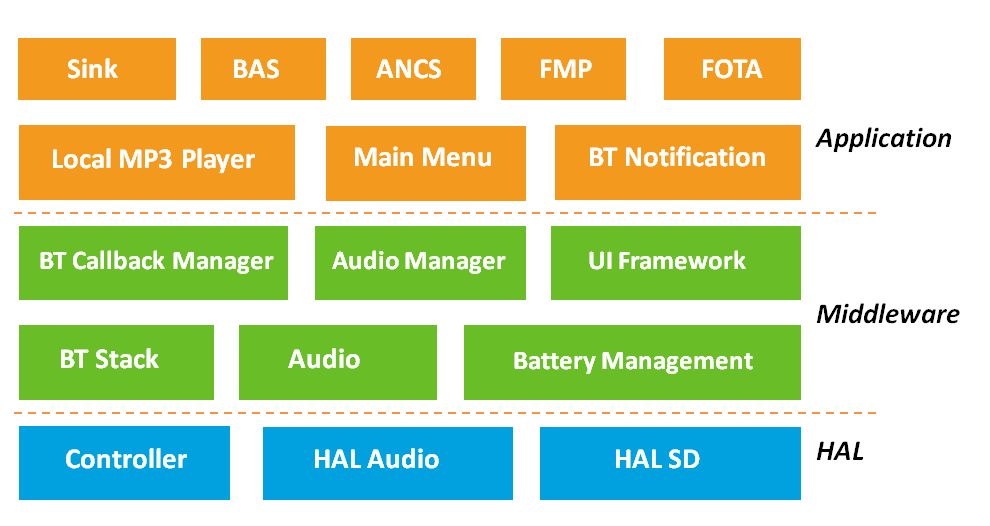 Sink
BAS
ANCS
FMP
FOTA
Application
Local MP3 Player
Main Menu
BT Notification
BT Callback Manager
Audio Manager
UI Framework
Middleware
BT Stack
Audio
Battery Management
Controller
HAL Audio
HAL SD
HAL